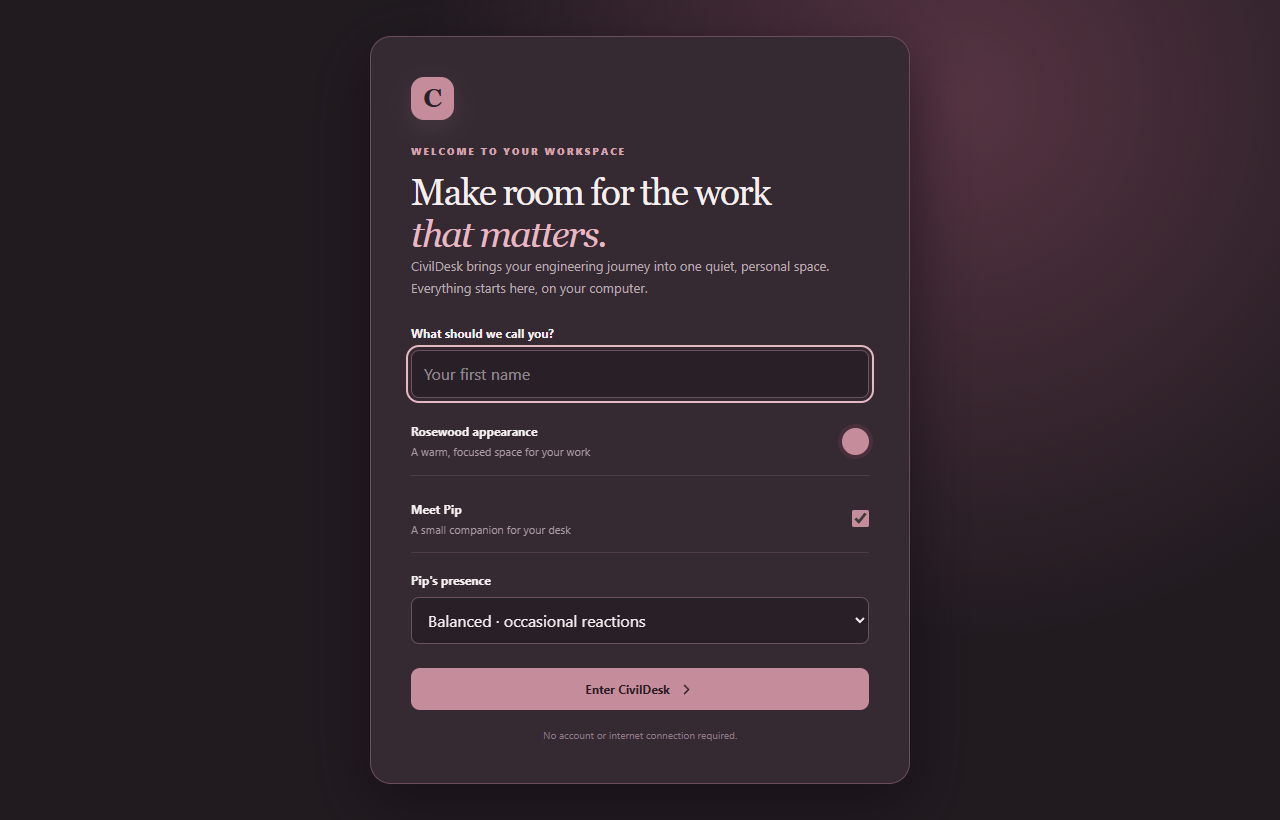 C
WELCOME TO YOUR WORKSPACE
Make room for the work
that matters.
CivilDesk brings your engineering journey into one quiet, personal space.
Everything starts here, on your computer.
What should we call you?
Your first name
Rosewood appearance
A warm, focused space for your work
Meet Pip
A small companion for your desk
Pip's presence
Balanced · occasional reactions
Enter CivilDesk
No account or internet connection required.